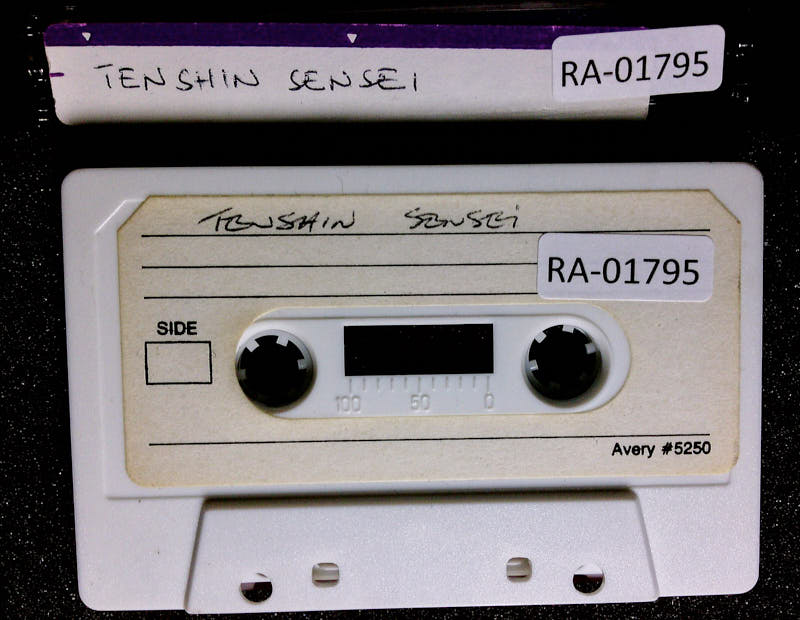 TENSHIN SENSEI
RA-01795
TENSHIN SENSEI
RA-01795
SIDE
100 50 0
Avery #5250